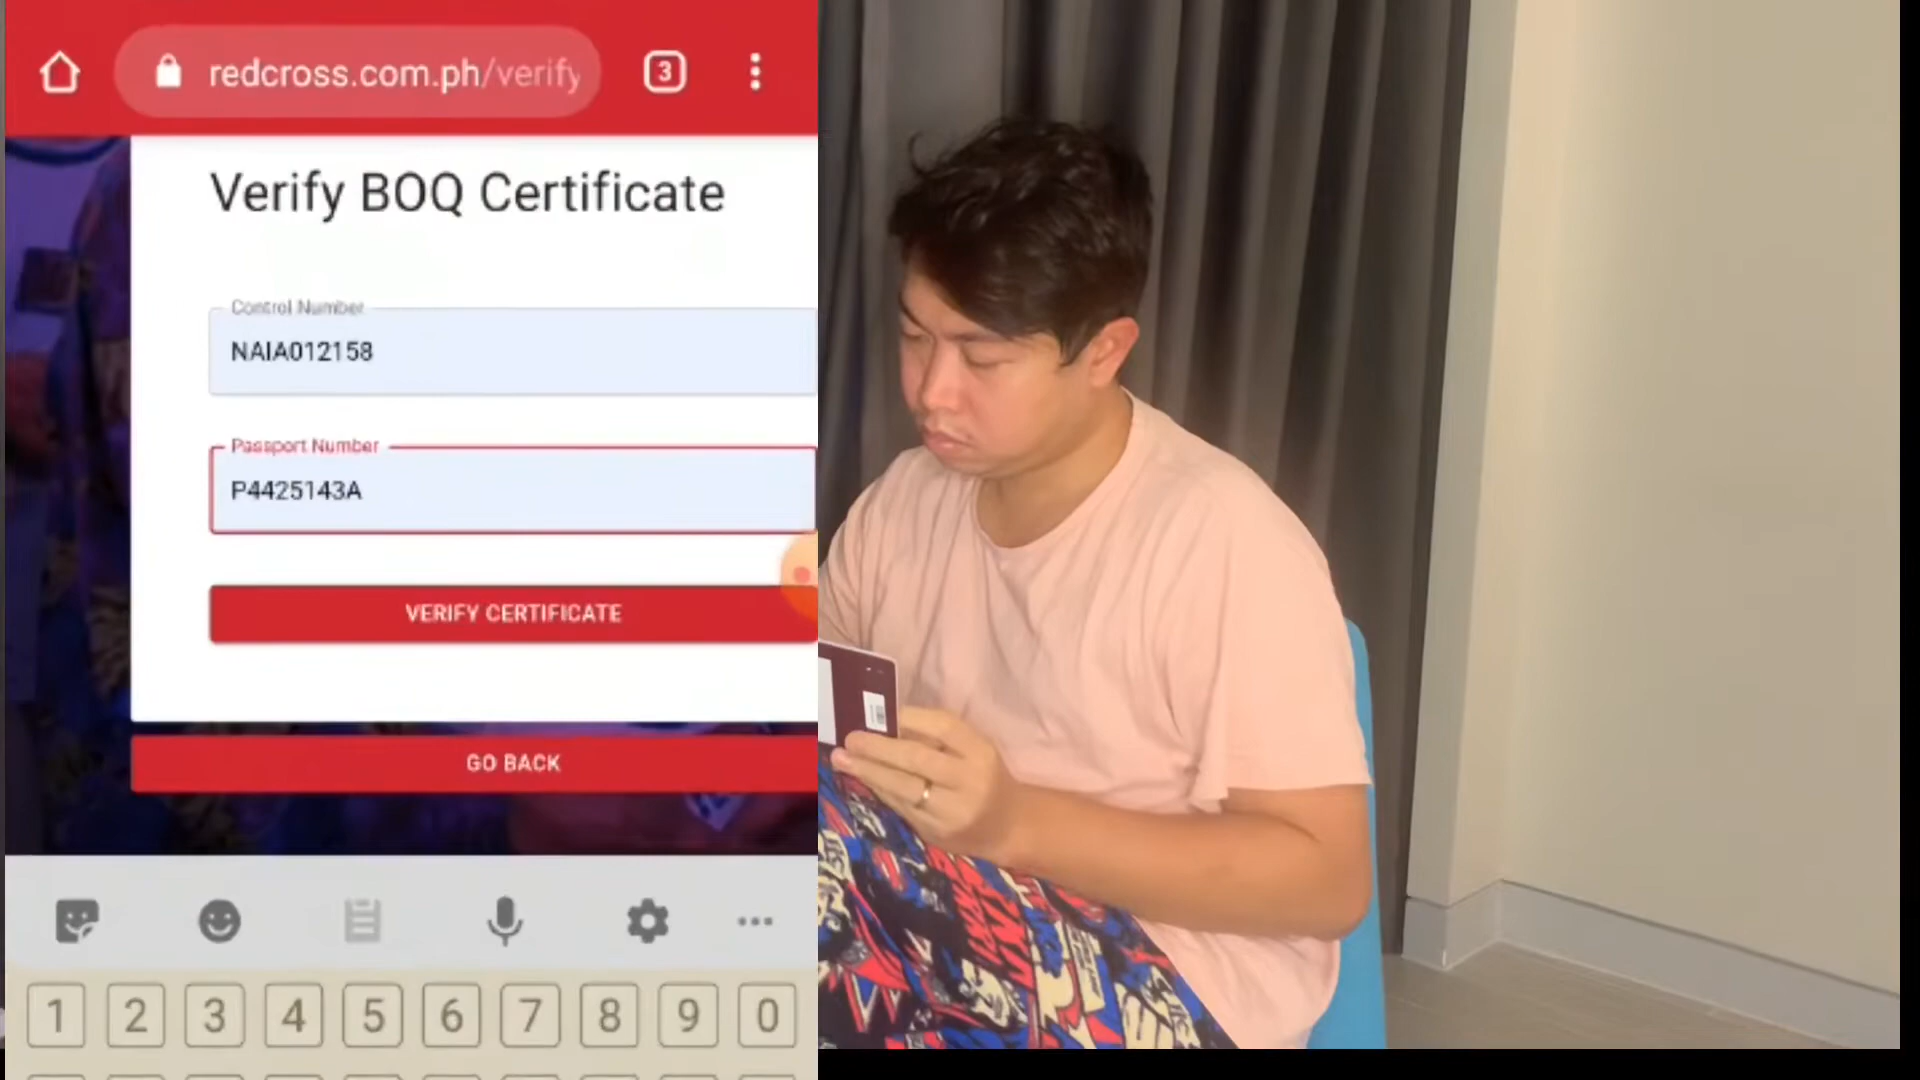 redcross.com.ph/verify
3
Verify BOQ Certificate
Control Number
NAIA012158
Passport Number
P4425143A
VERIFY CERTIFICATE
GO BACK
1 2 3 4 5 6 7 8 9 0